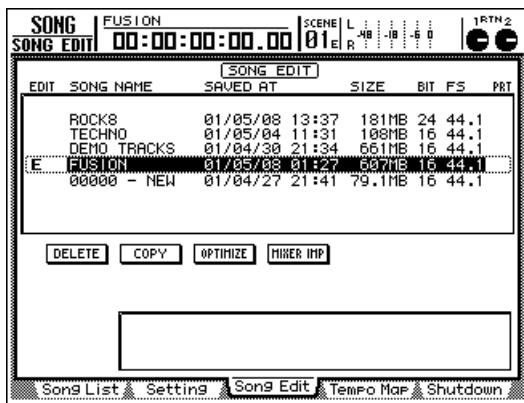 SONG FUSION SCENE L 1RTN2
SONG EDIT 00:00:00:00.00 01E R -48 -18 -6 0
SONG EDIT
EDIT SONG NAME SAVED AT SIZE BIT FS PRT
ROCK8 01/05/08 13:37 181MB 24 44.1
TECHNO 01/05/04 11:31 108MB 16 44.1
DEMO TRACKS 01/04/30 21:34 661MB 16 44.1
E FUSION 01/05/08 01:27 607MB 16 44.1
00000 - NEW 01/04/27 21:41 79.1MB 16 44.1
DELETE COPY OPTIMIZE MIXER IMP
Song List Setting Song Edit Tempo Map Shutdown